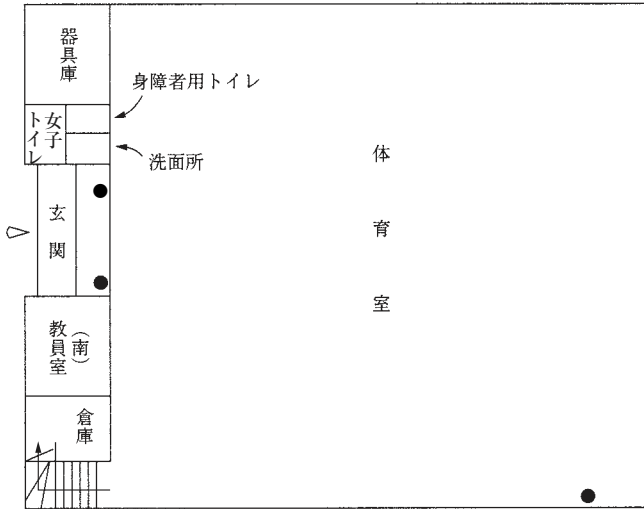 器具庫
身障者用トイレ
女子
トイレ
洗面所
体育室
玄関
(南)
教員室
倉庫